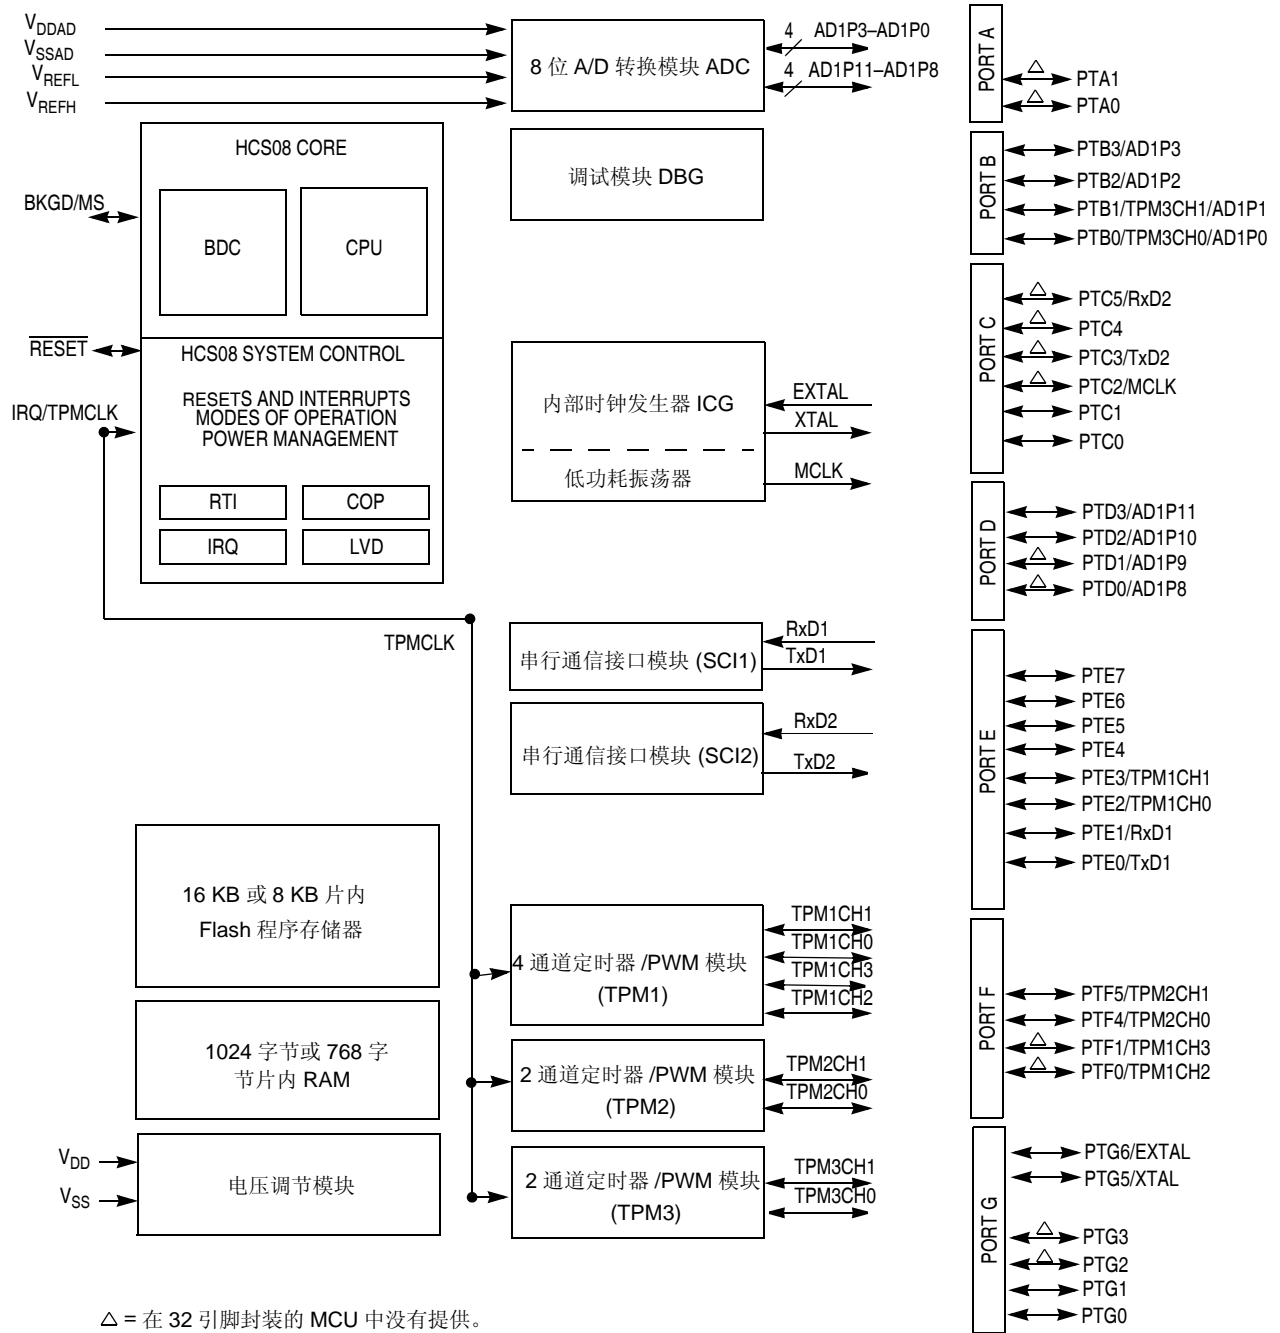 VDDAD
VSSAD
VREFL
VREFH
8 位 A/D 转换模块 ADC
4 AD1P3–AD1P0
4 AD1P11–AD1P8
HCS08 CORE
BDC
CPU
BKGD/MS
RESET
HCS08 SYSTEM CONTROL
RESETS AND INTERRUPTS
MODES OF OPERATION
POWER MANAGEMENT
IRQ/TPMCLK
RTI
COP
IRQ
LVD
TPMCLK
调试模块 DBG
内部时钟发生器 ICG
低功耗振荡器
EXTAL
XTAL
MCLK
串行通信接口模块 (SCI1)
RxD1
TxD1
串行通信接口模块 (SCI2)
RxD2
TxD2
16 KB 或 8 KB 片内
Flash 程序存储器
1024 字节或 768 字
节片内 RAM
VDD
VSS
电压调节模块
4 通道定时器 /PWM 模块
(TPM1)
TPM1CH1
TPM1CH0
TPM1CH3
TPM1CH2
2 通道定时器 /PWM 模块
(TPM2)
TPM2CH1
TPM2CH0
2 通道定时器 /PWM 模块
(TPM3)
TPM3CH1
TPM3CH0
PORT A
PTA1
PTA0
PORT B
PTB3/AD1P3
PTB2/AD1P2
PTB1/TPM3CH1/AD1P1
PTB0/TPM3CH0/AD1P0
PORT C
PTC5/RxD2
PTC4
PTC3/TxD2
PTC2/MCLK
PTC1
PTC0
PORT D
PTD3/AD1P11
PTD2/AD1P10
PTD1/AD1P9
PTD0/AD1P8
PORT E
PTE7
PTE6
PTE5
PTE4
PTE3/TPM1CH1
PTE2/TPM1CH0
PTE1/RxD1
PTE0/TxD1
PORT F
PTF5/TPM2CH1
PTF4/TPM2CH0
PTF1/TPM1CH3
PTF0/TPM1CH2
PORT G
PTG6/EXTAL
PTG5/XTAL
PTG3
PTG2
PTG1
PTG0
△ = 在 32 引脚封装的 MCU 中没有提供。